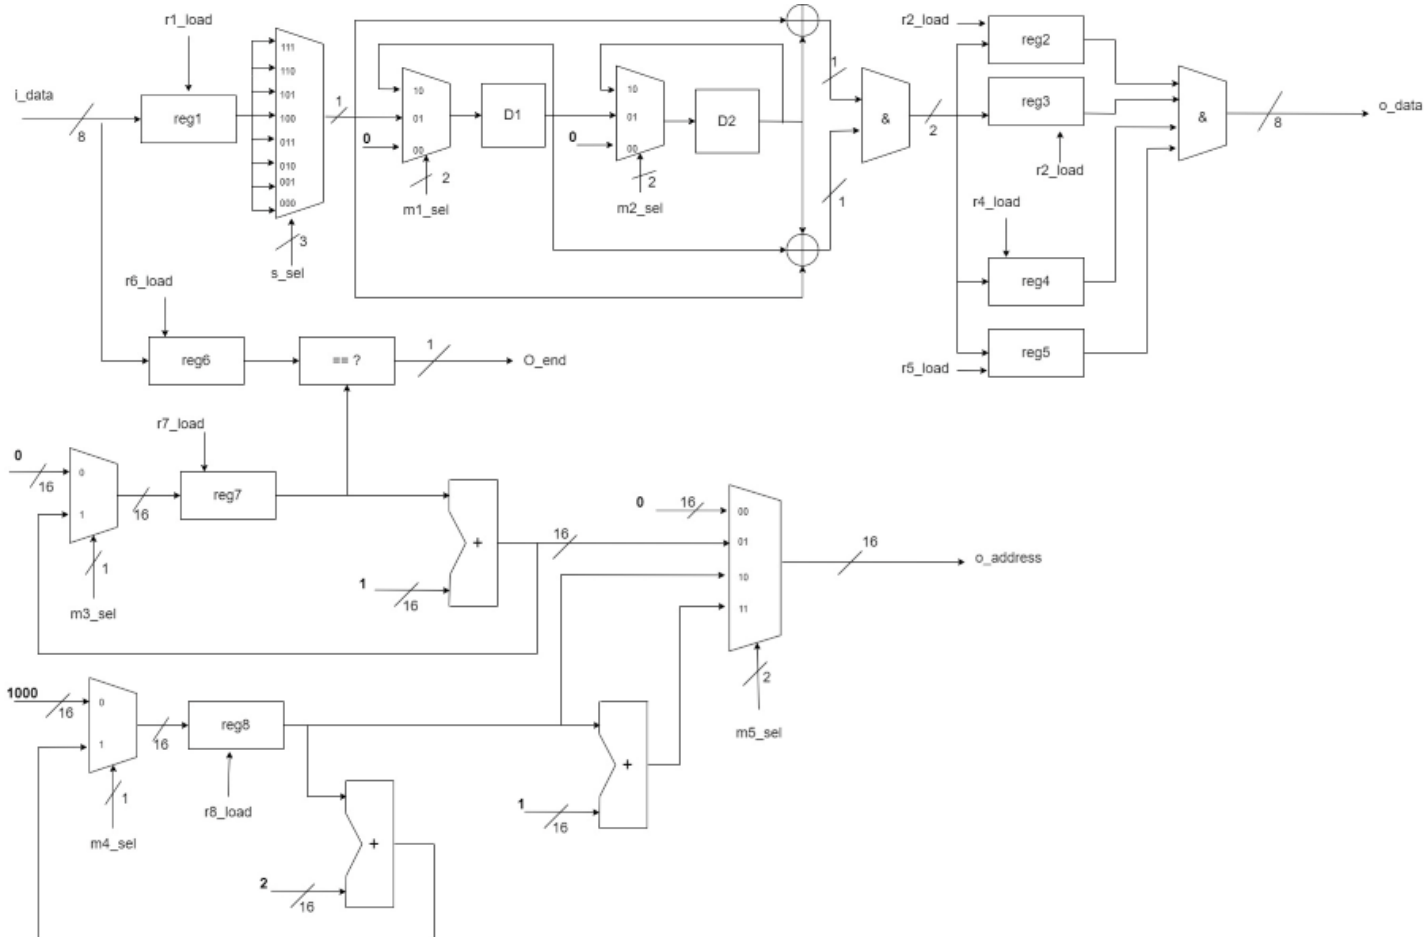 r1_load
i_data
8
reg1
111
110
101
100
011
010
001
000
3
s_sel
1
0
10
01
00
2
m1_sel
D1
0
10
01
00
2
m2_sel
D2
1
1
&
2
r2_load
reg2
reg3
r2_load
r4_load
reg4
reg5
r5_load
&
8
o_data
r6_load
reg6
== ?
1
O_end
r7_load
0
16
0
1
1
m3_sel
16
reg7
+
1
16
16
0
16
00
01
10
11
2
m5_sel
16
o_address
1000
16
0
1
1
m4_sel
16
reg8
r8_load
+
2
16
+
1
16